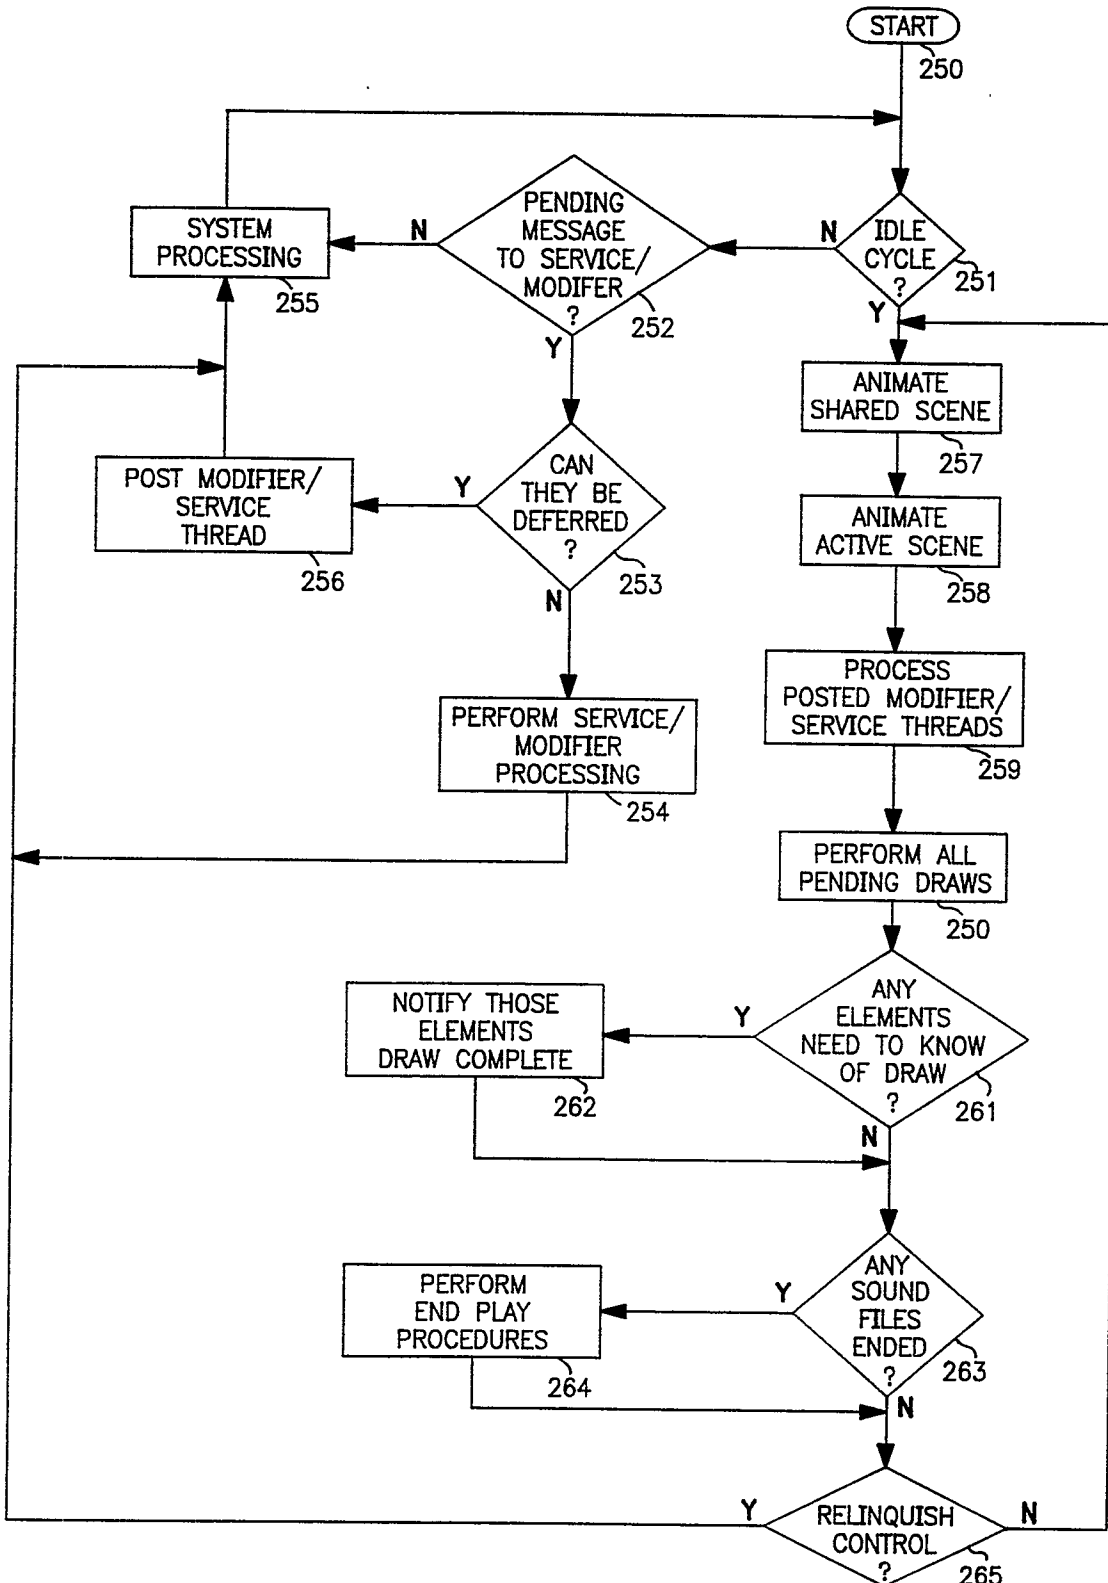 START
250
IDLE
CYCLE
?
251
N
Y
PENDING
MESSAGE
TO SERVICE/
MODIFER
?
252
N
Y
SYSTEM
PROCESSING
255
CAN
THEY BE
DEFERRED
?
253
Y
N
POST MODIFIER/
SERVICE
THREAD
256
PERFORM SERVICE/
MODIFIER
PROCESSING
254
ANIMATE
SHARED SCENE
257
ANIMATE
ACTIVE SCENE
258
PROCESS
POSTED MODIFIER/
SERVICE THREADS
259
PERFORM ALL
PENDING DRAWS
250
ANY
ELEMENTS
NEED TO KNOW
OF DRAW
?
261
Y
N
NOTIFY THOSE
ELEMENTS
DRAW COMPLETE
262
ANY
SOUND
FILES
ENDED
?
263
Y
N
PERFORM
END PLAY
PROCEDURES
264
RELINQUISH
CONTROL
?
265
Y
N